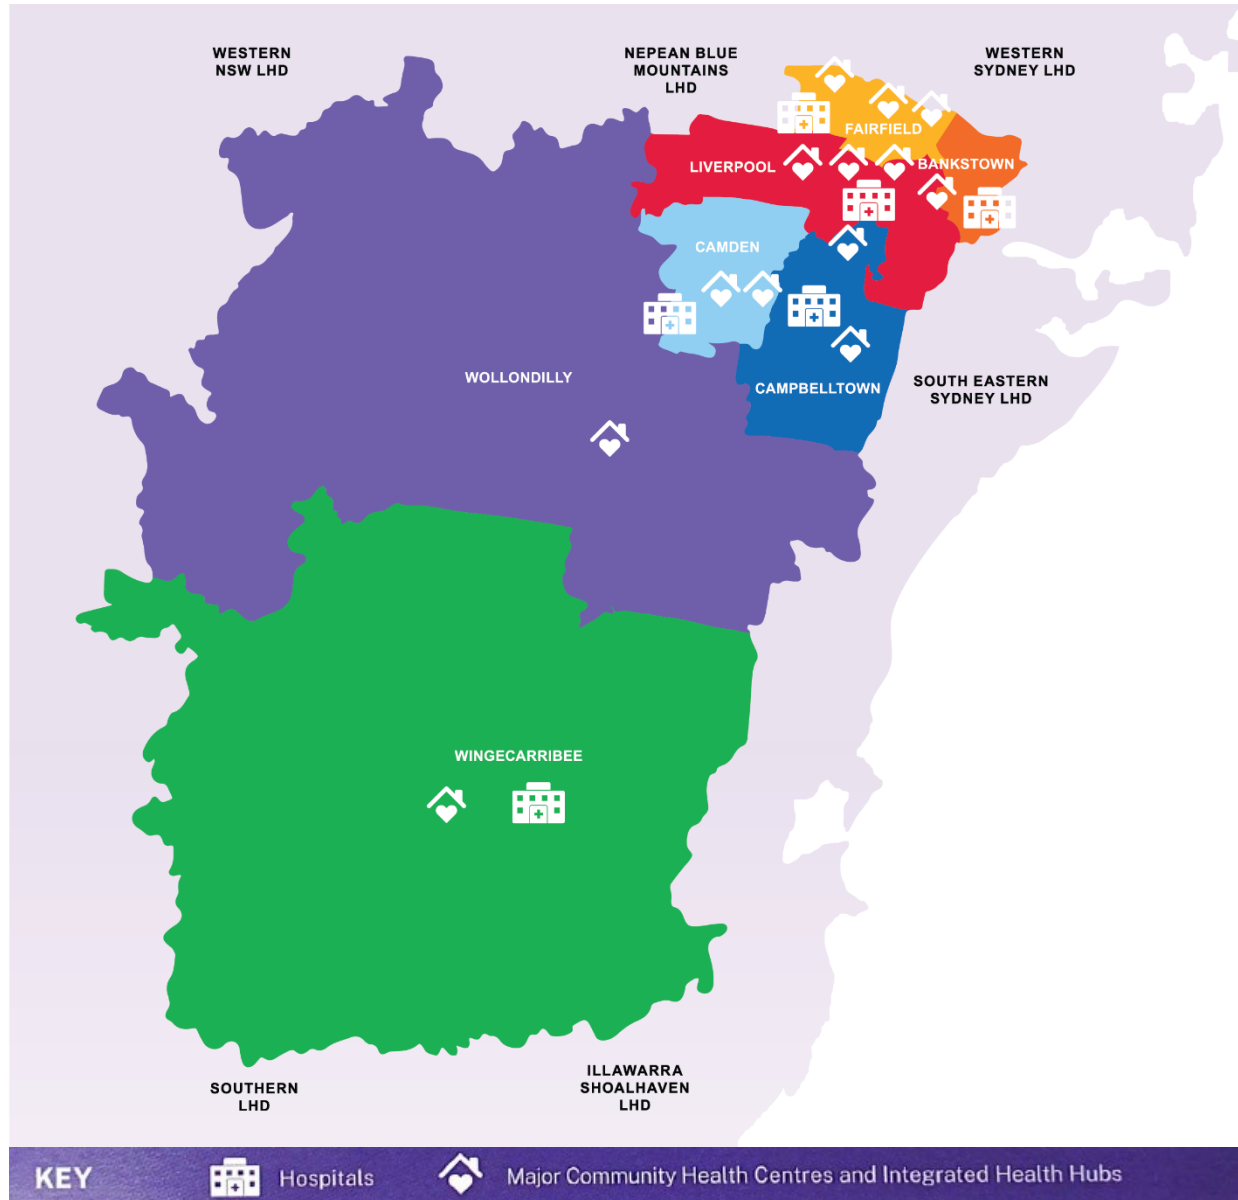 WESTERN
NSW LHD
NEPEAN BLUE
MOUNTAINS
LHD
WESTERN
SYDNEY LHD
FAIRFIELD
LIVERPOOL
BANKSTOWN
CAMDEN
WOLLONDILLY
CAMPBELLTOWN
SOUTH EASTERN
SYDNEY LHD
WINGECARRIBEE
SOUTHERN
LHD
ILLAWARRA
SHOALHAVEN
LHD
KEY
Hospitals
Major Community Health Centres and Integrated Health Hubs